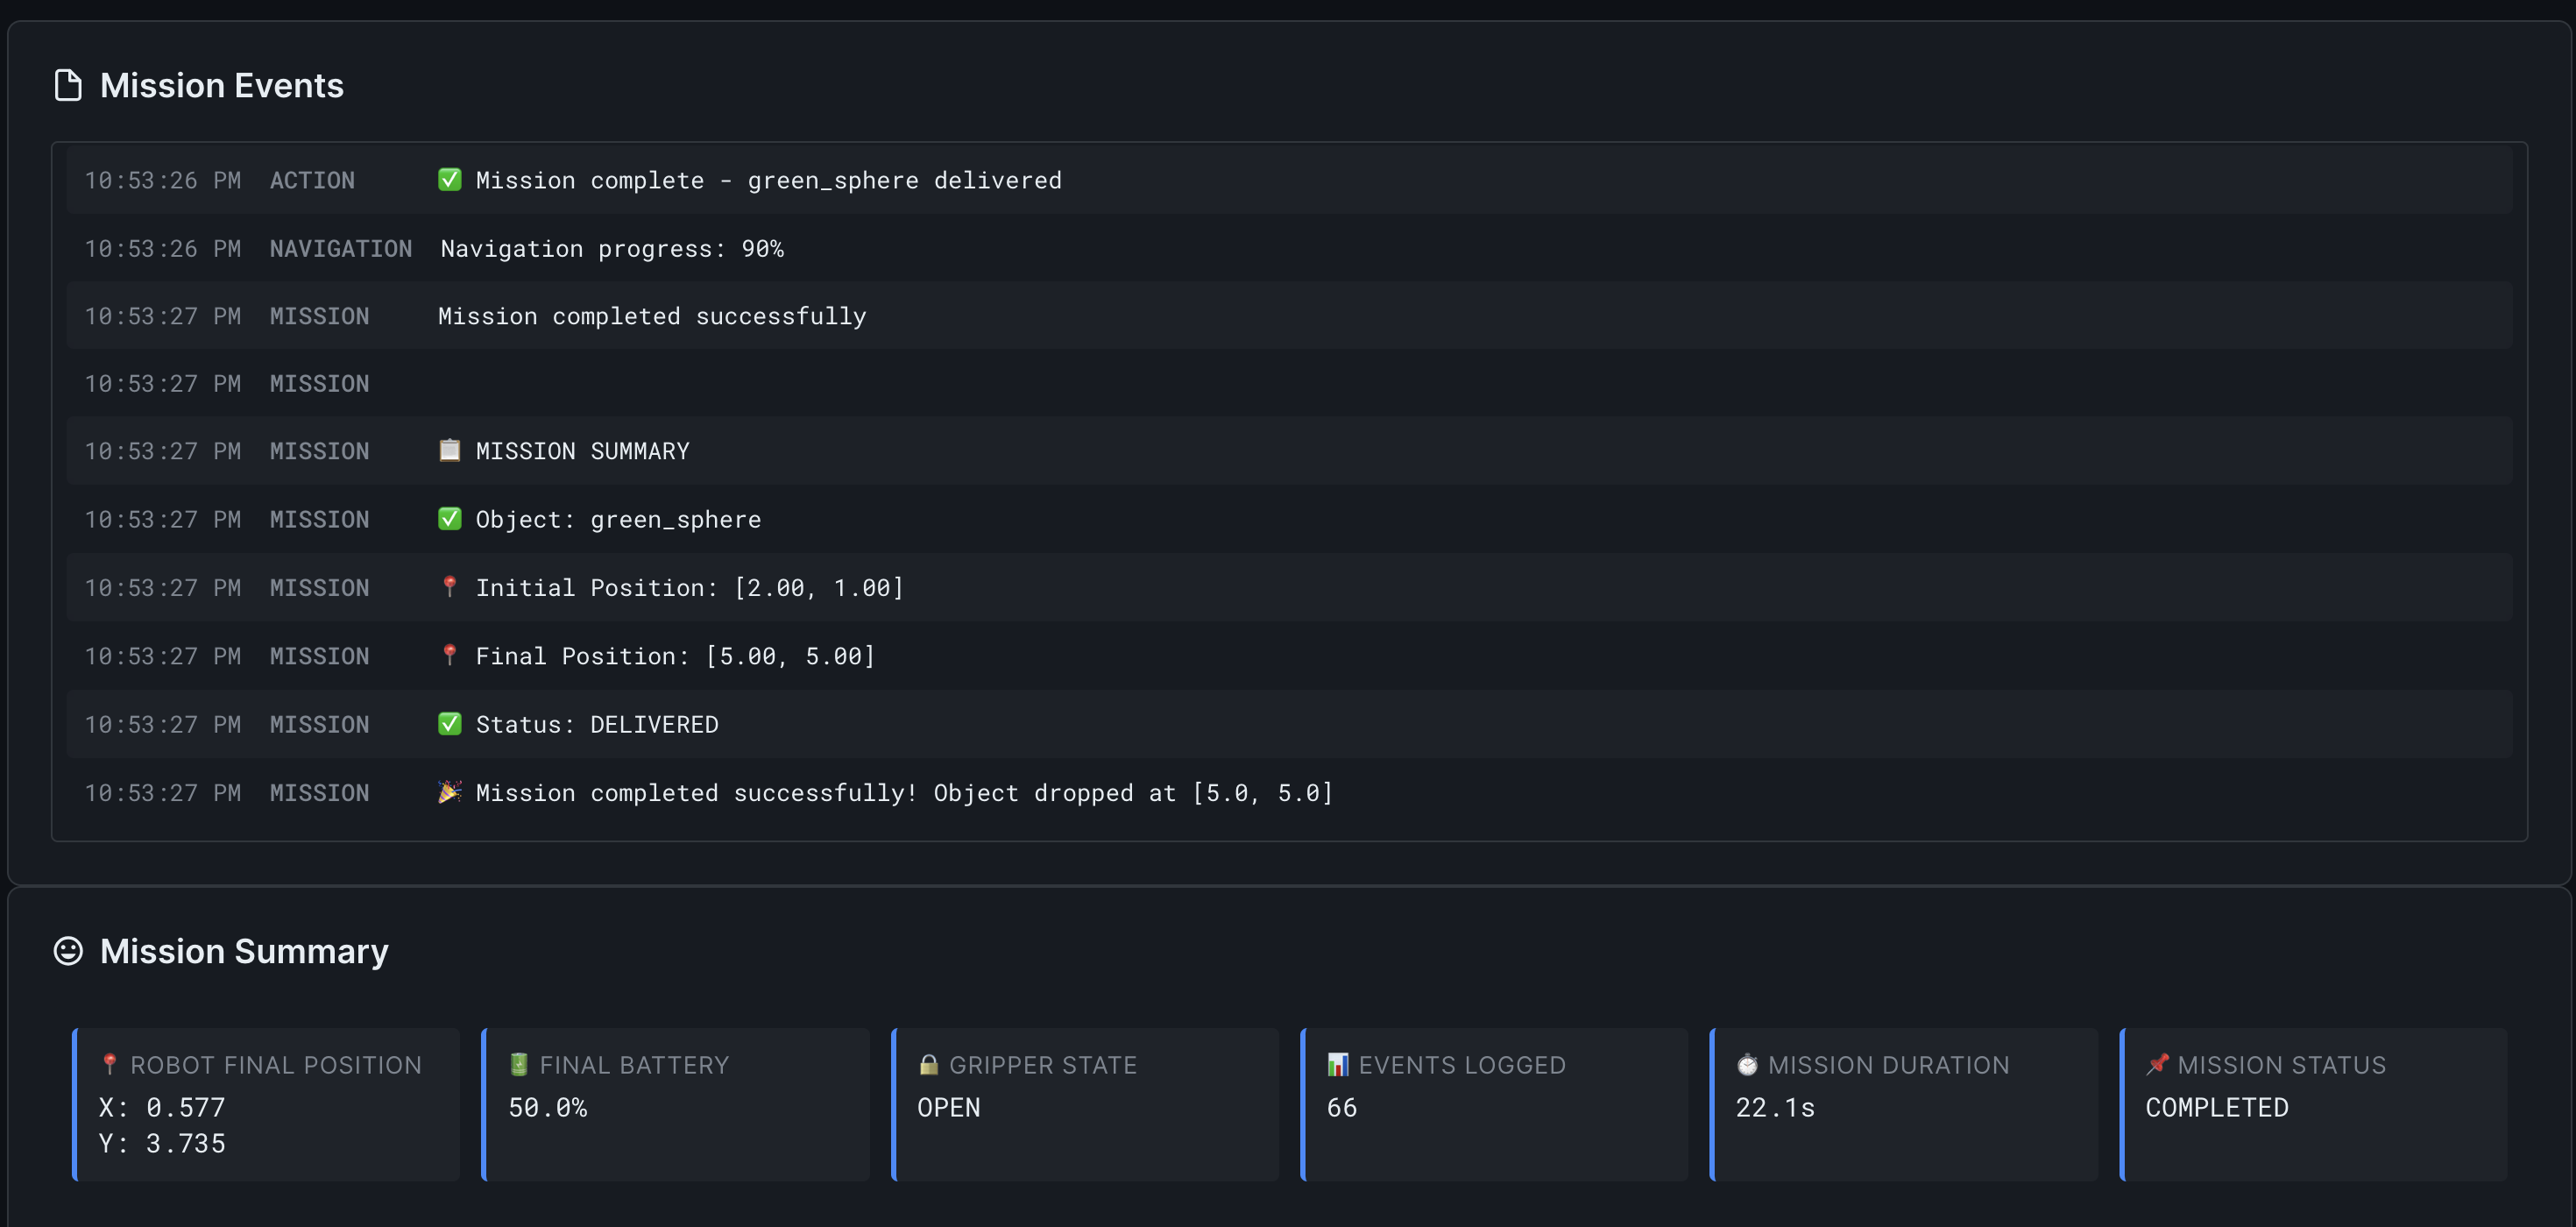 Mission Events
10:53:26 PM ACTION ✅ Mission complete - green_sphere delivered
10:53:26 PM NAVIGATION Navigation progress: 90%
10:53:27 PM MISSION Mission completed successfully
10:53:27 PM MISSION
10:53:27 PM MISSION 📋 MISSION SUMMARY
10:53:27 PM MISSION ✅ Object: green_sphere
10:53:27 PM MISSION 📍 Initial Position: [2.00, 1.00]
10:53:27 PM MISSION 📍 Final Position: [5.00, 5.00]
10:53:27 PM MISSION ✅ Status: DELIVERED
10:53:27 PM MISSION 🎉 Mission completed successfully! Object dropped at [5.0, 5.0]
Mission Summary
📍 ROBOT FINAL POSITION
X: 0.577
Y: 3.735
🔋 FINAL BATTERY
50.0%
🔒 GRIPPER STATE
OPEN
📊 EVENTS LOGGED
66
⏱️ MISSION DURATION
22.1s
📌 MISSION STATUS
COMPLETED